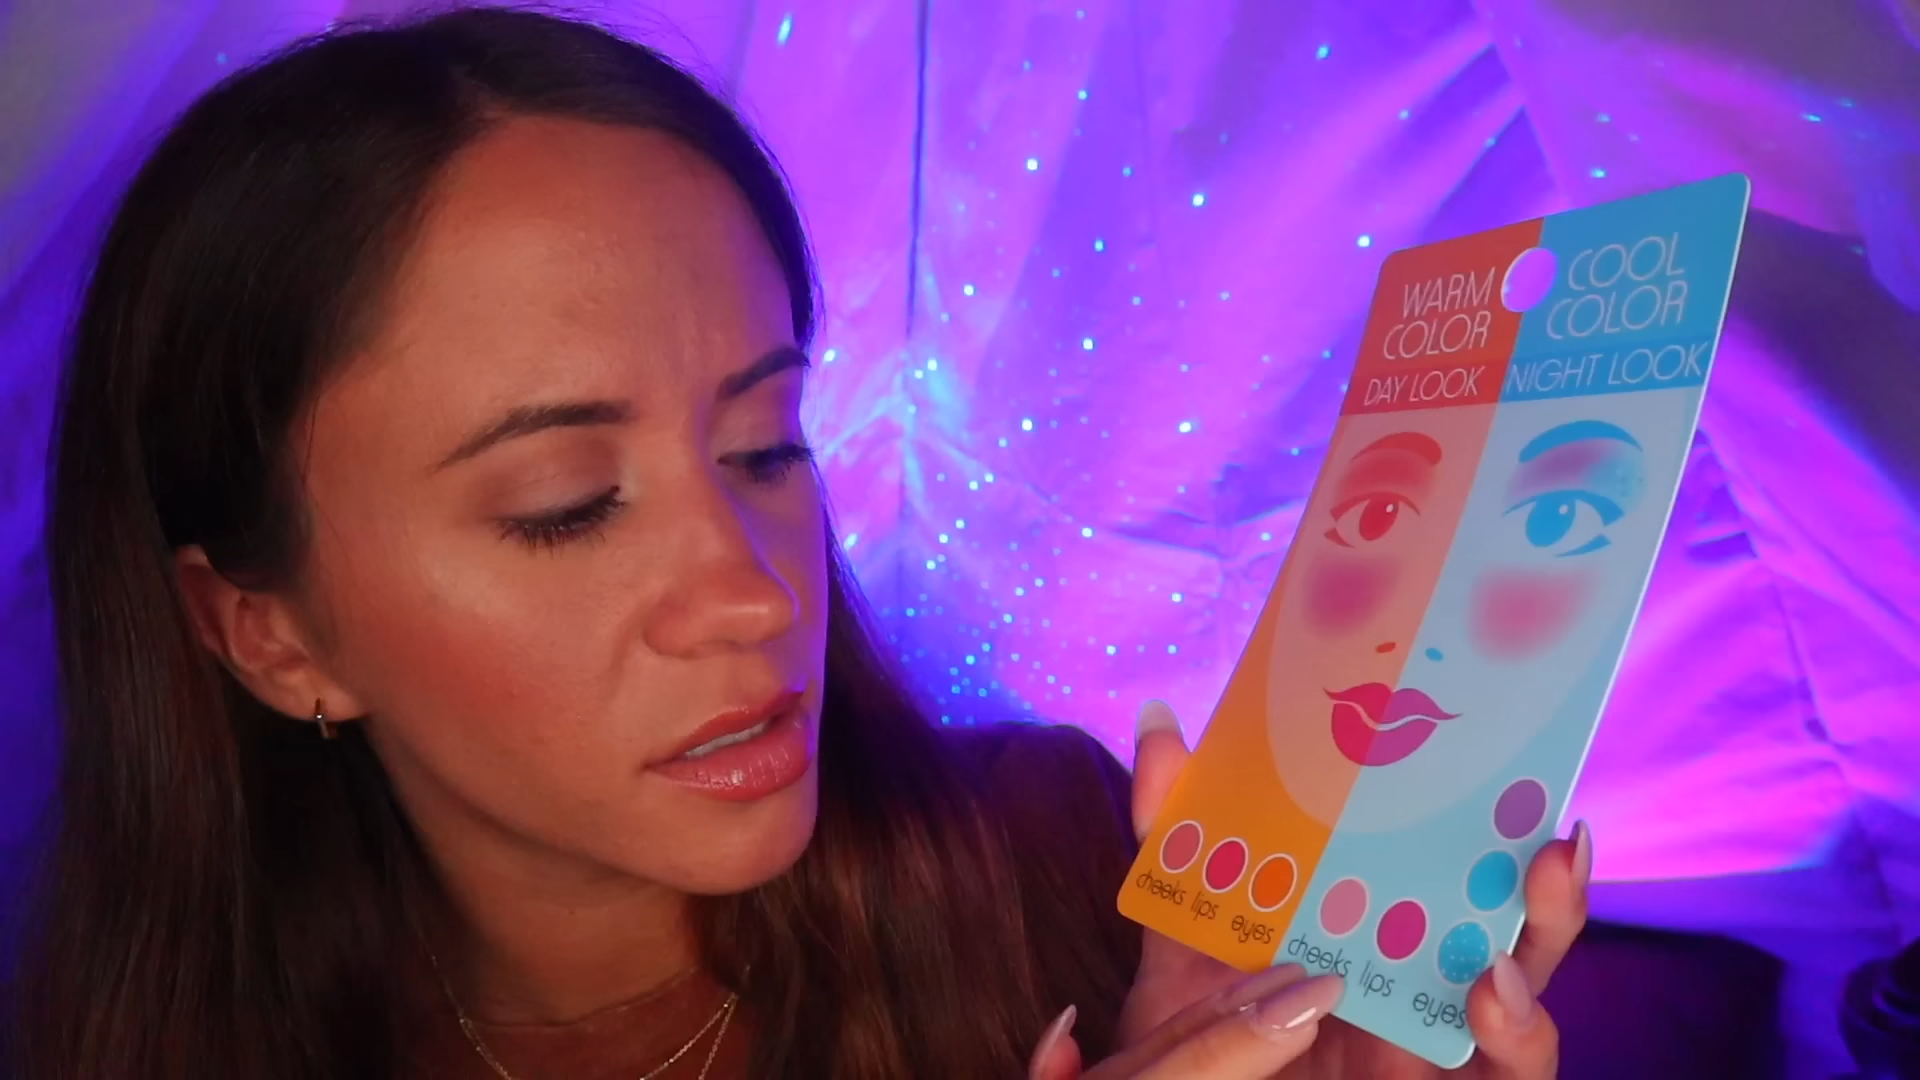 WARM
COLOR
DAY LOOK
COOL
COLOR
NIGHT LOOK
cheeks lips eyes
cheeks lips eyes